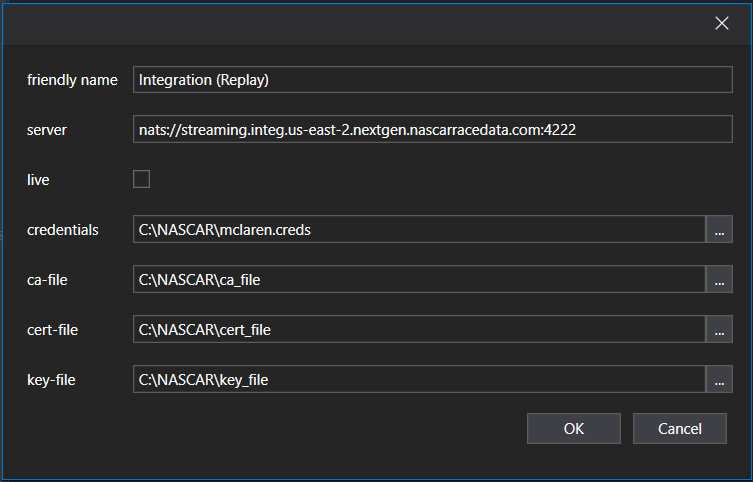 friendly name Integration (Replay)
server nats://streaming.integ.us-east-2.nextgen.nascarracedata.com:4222
live
credentials C:\NASCAR\mclaren.creds ...
ca-file C:\NASCAR\ca_file ...
cert-file C:\NASCAR\cert_file ...
key-file C:\NASCAR\key_file ...
OK Cancel